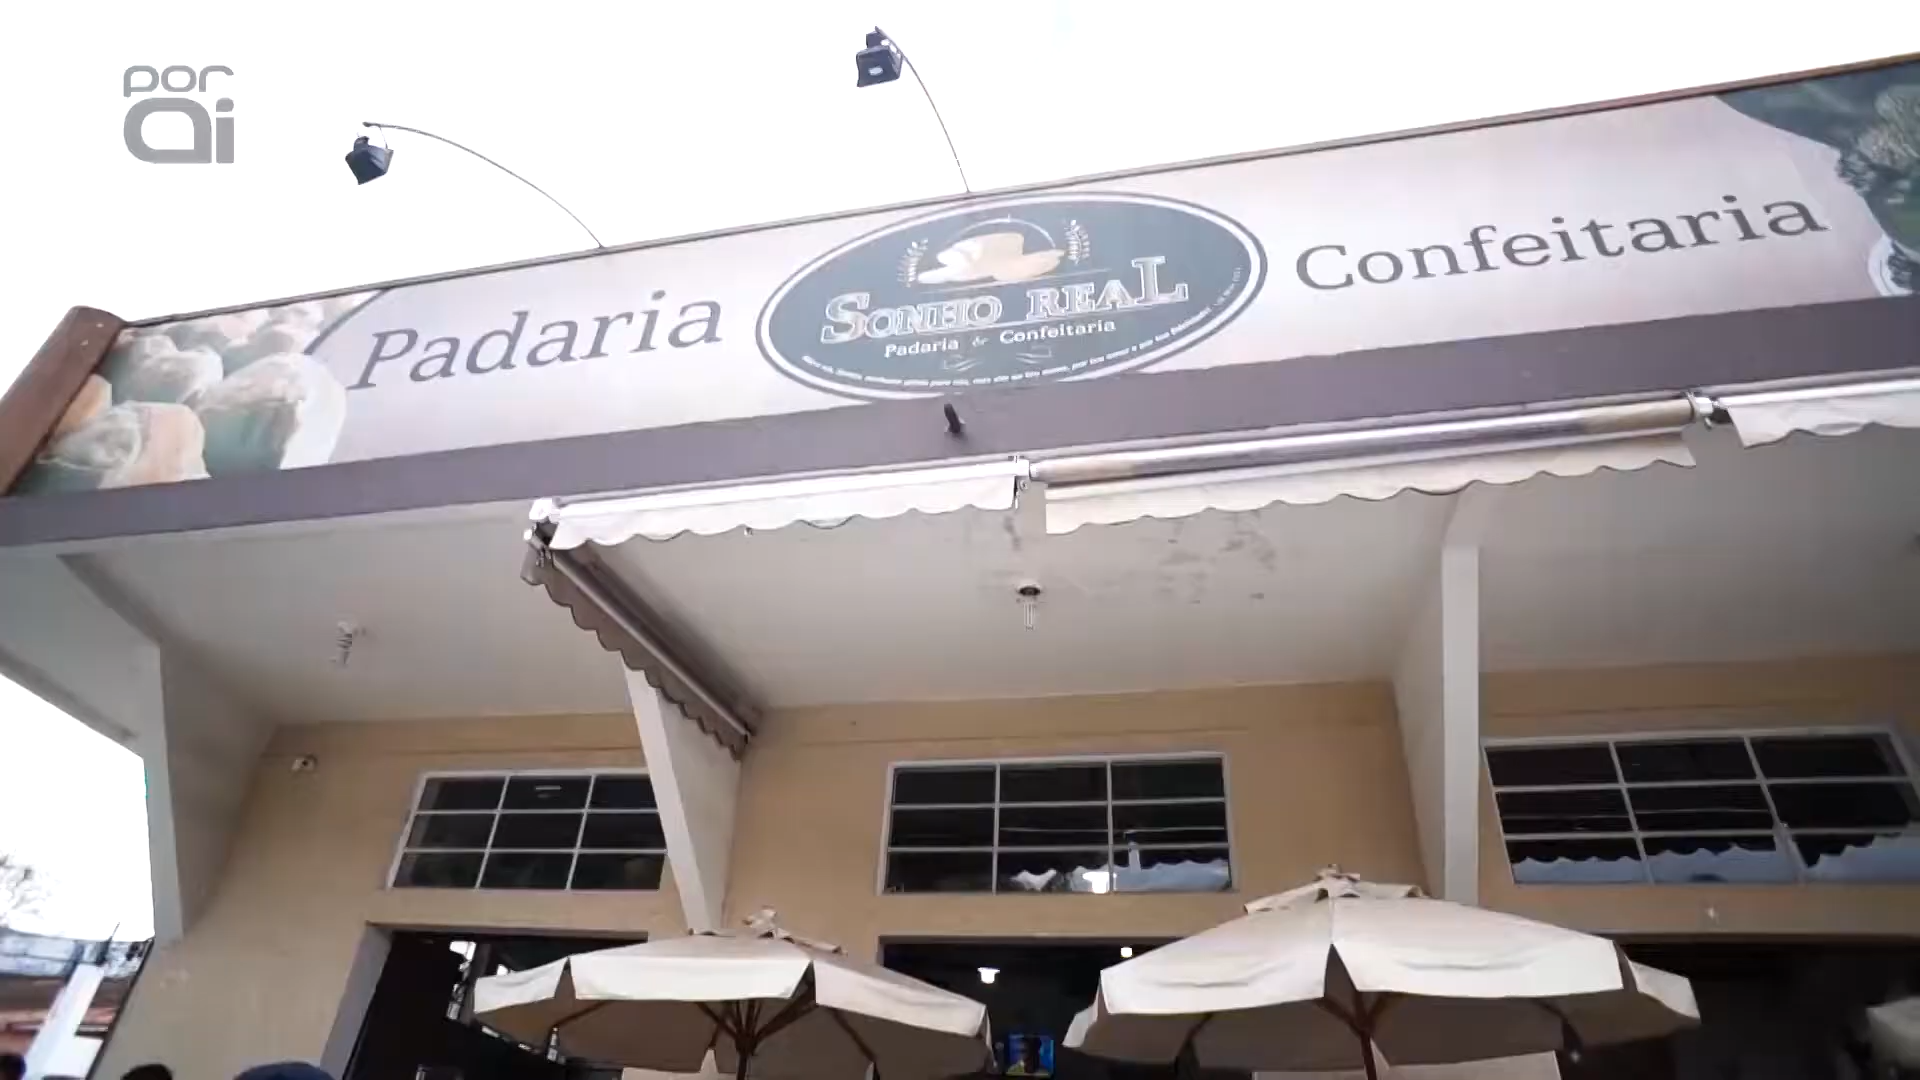 por
ai
Padaria
SONHO REAL
Padaria & Confeitaria
Confeitaria